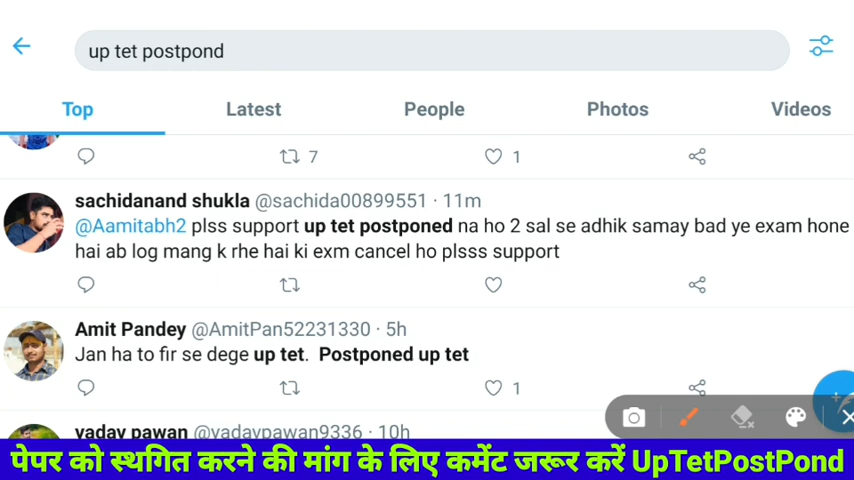 up tet postpond
Top Latest People Photos Videos
7 1
sachidanand shukla @sachida00899551 · 11m
@Aamitabh2 plss support up tet postponed na ho 2 sal se adhik samay bad ye exam hone
hai ab log mang k rhe hai ki exm cancel ho plsss support
Amit Pandey @AmitPan52231330 · 5h
Jan ha to fir se dege up tet. Postponed up tet
1
yadav pawan @yadavpawan9336 · 10h
पेपर को स्थगित करने की मांग के लिए कमेंट जरूर करें UpTetPostPond